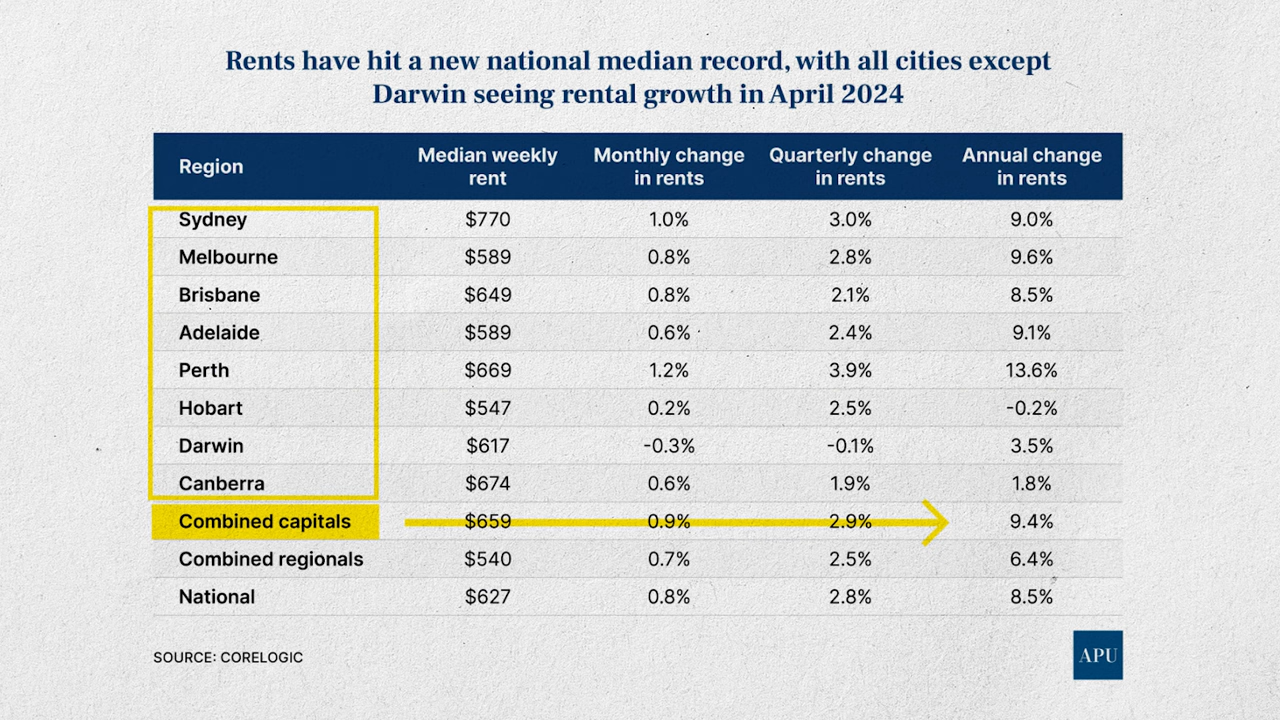 Rents have hit a new national median record, with all cities except
Darwin seeing rental growth in April 2024
Region Median weekly rent Monthly change in rents Quarterly change in rents Annual change in rents
Sydney $770 1.0% 3.0% 9.0%
Melbourne $589 0.8% 2.8% 9.6%
Brisbane $649 0.8% 2.1% 8.5%
Adelaide $589 0.6% 2.4% 9.1%
Perth $669 1.2% 3.9% 13.6%
Hobart $547 0.2% 2.5% -0.2%
Darwin $617 -0.3% -0.1% 3.5%
Canberra $674 0.6% 1.9% 1.8%
Combined capitals $659 0.9% 2.9% 9.4%
Combined regionals $540 0.7% 2.5% 6.4%
National $627 0.8% 2.8% 8.5%
SOURCE: CORELOGIC
APU